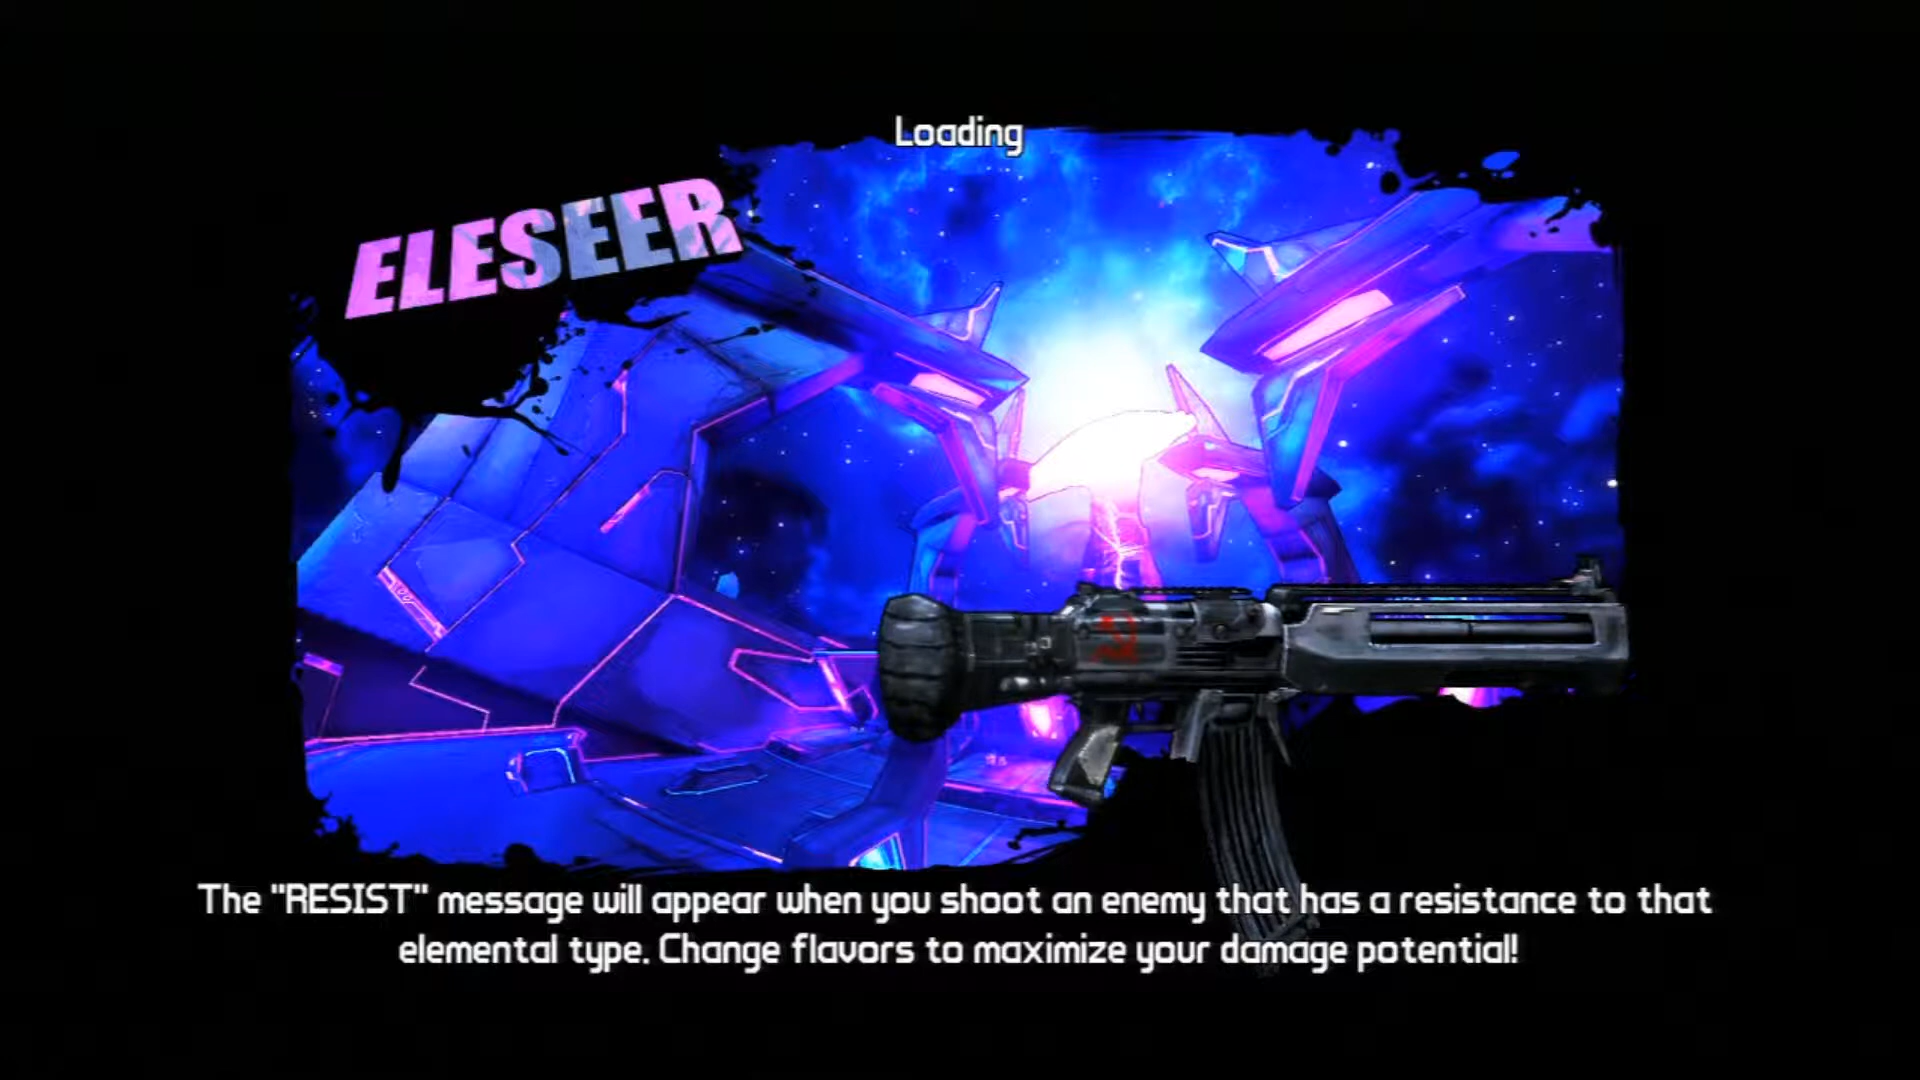 Loading
ELESEER
The "RESIST" message will appear when you shoot an enemy that has a resistance to that
elemental type. Change flavors to maximize your damage potential!